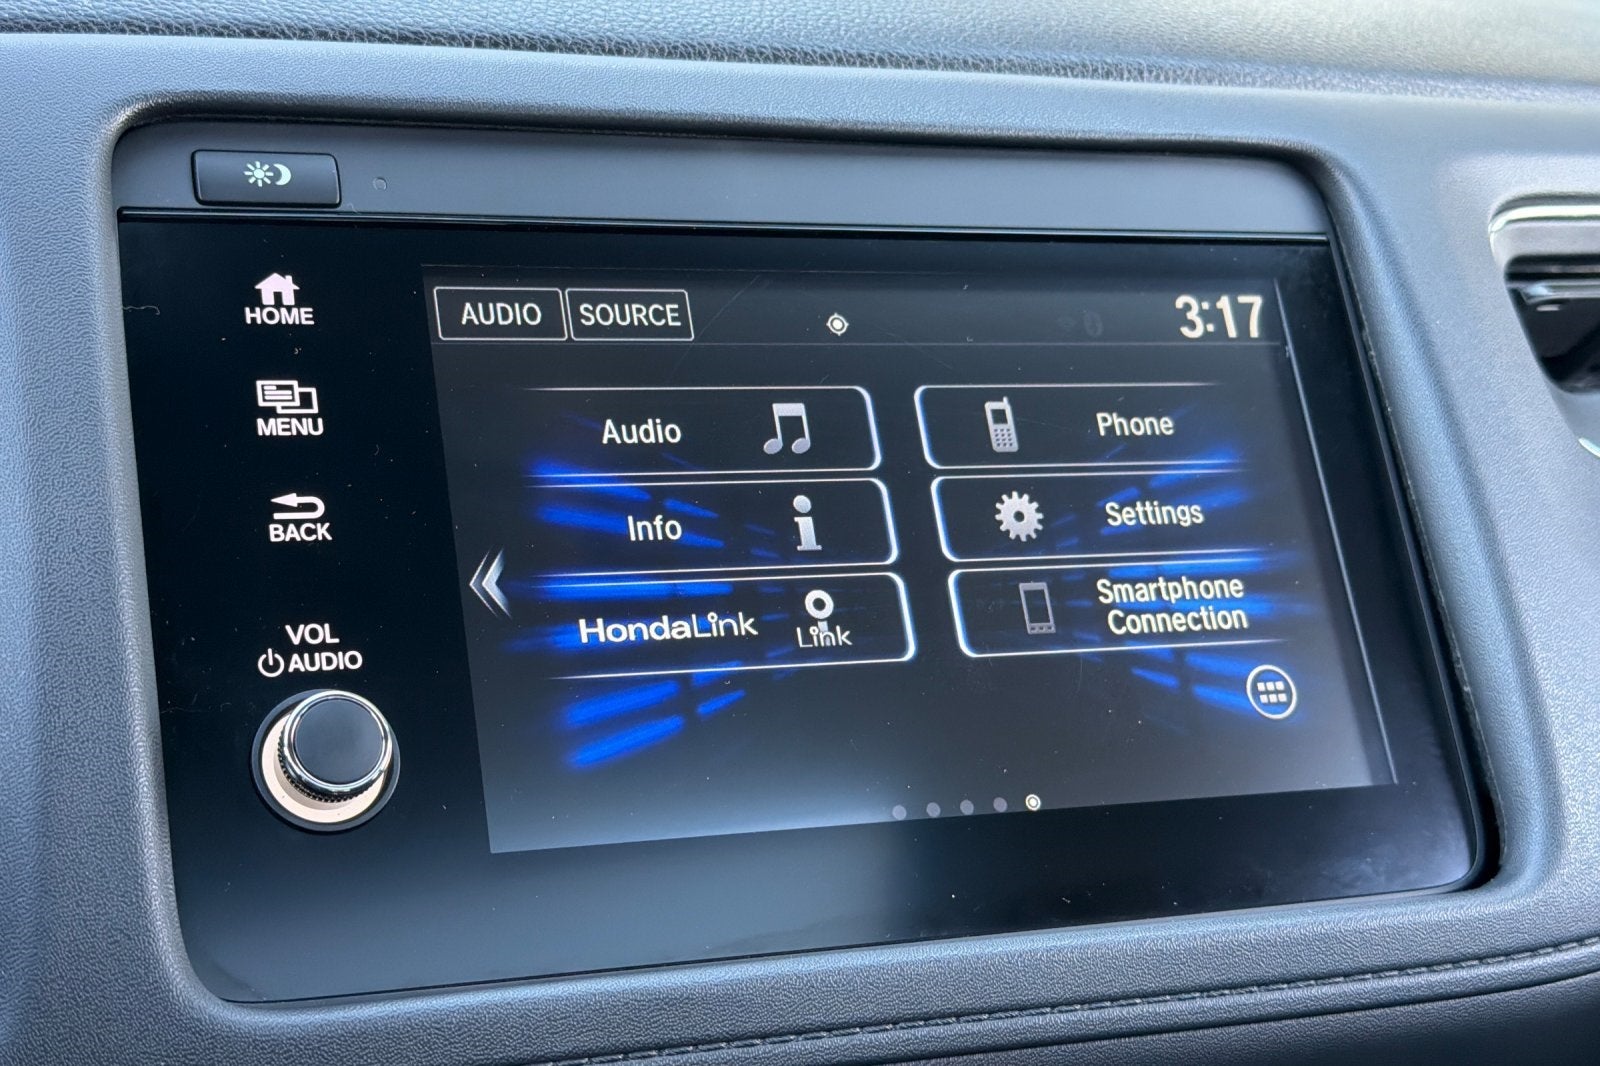 HOME
MENU
BACK
VOL
AUDIO
AUDIO SOURCE 3:17
Audio Phone
Info Settings
HondaLink Link Smartphone
Connection